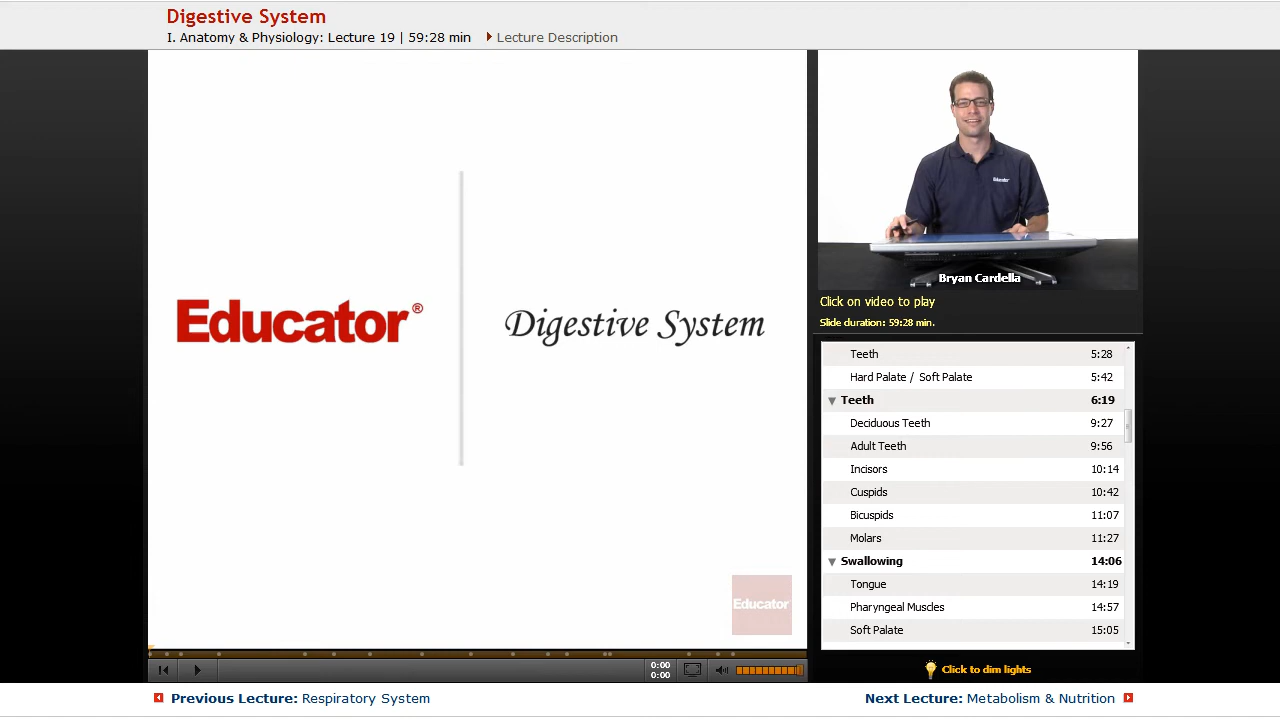 Digestive System
I. Anatomy & Physiology: Lecture 19 | 59:28 min Lecture Description
Educator®
Digestive System
Educator
Educator
Bryan Cardella
Click on video to play
Slide duration: 59:28 min.
Teeth 5:28
Hard Palate / Soft Palate 5:42
Teeth 6:19
Deciduous Teeth 9:27
Adult Teeth 9:56
Incisors 10:14
Cuspids 10:42
Bicuspids 11:07
Molars 11:27
Swallowing 14:06
Tongue 14:19
Pharyngeal Muscles 14:57
Soft Palate 15:05
0:00
0:00
Click to dim lights
Previous Lecture: Respiratory System
Next Lecture: Metabolism & Nutrition